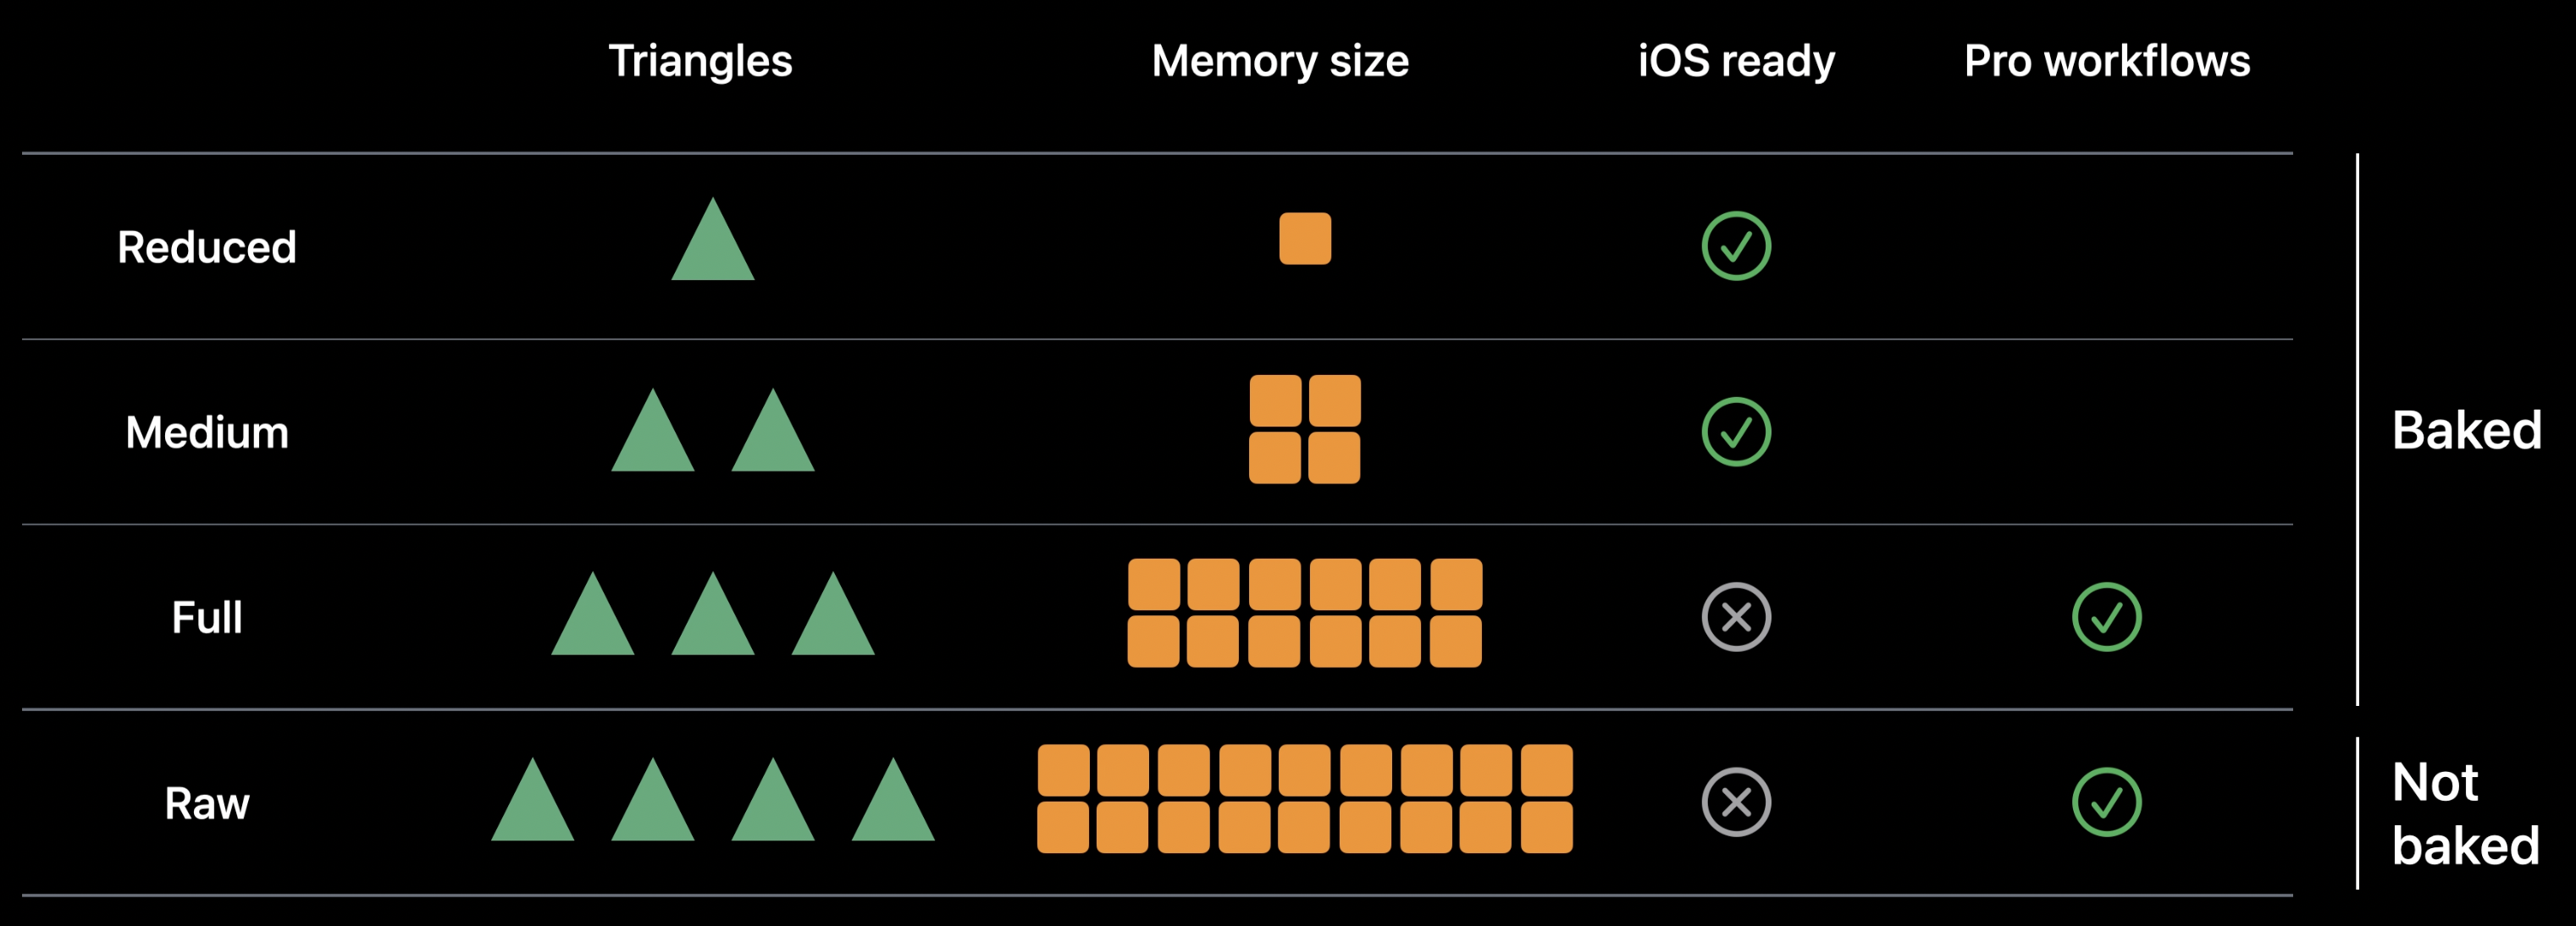 Triangles Memory size iOS ready Pro workflows
Reduced
Medium
Full
Raw
Baked
Not
baked